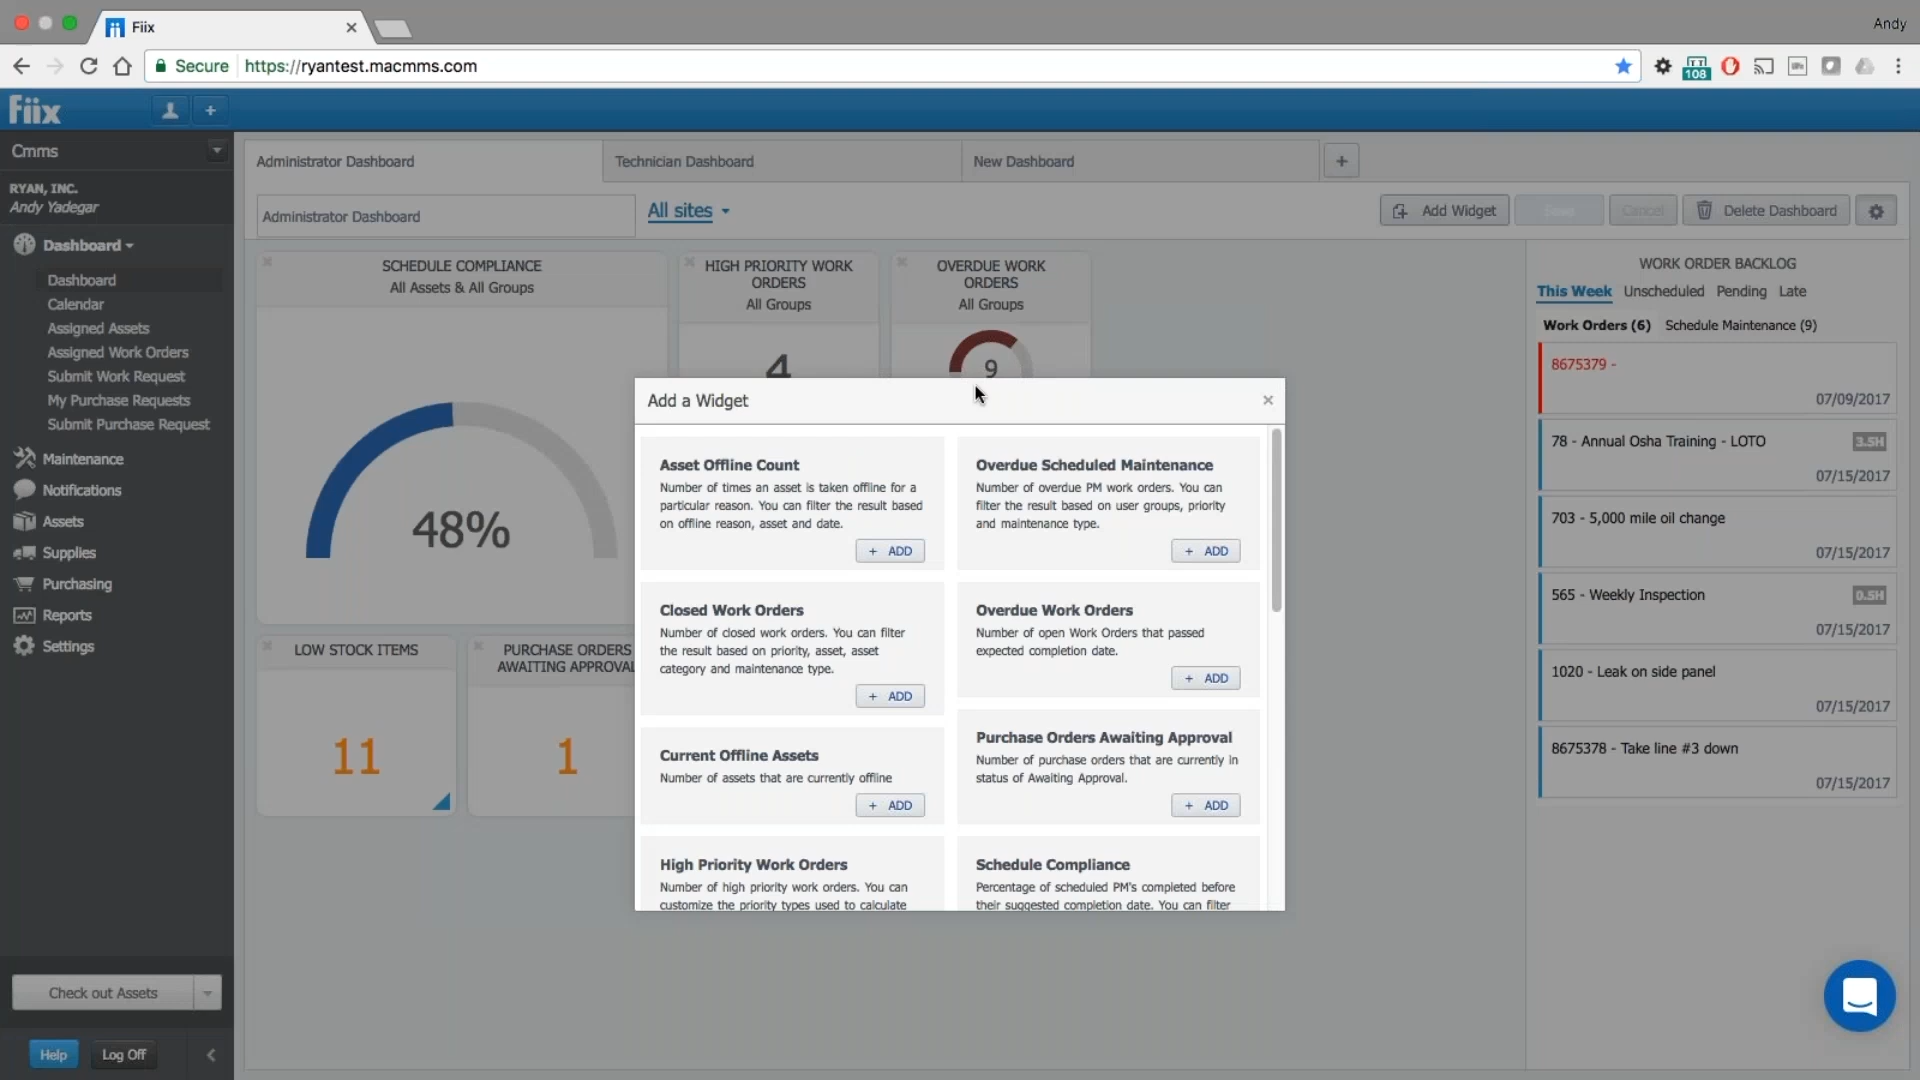 Fiix
Andy
Secure
https://ryantest.macmms.com
108
Fiix
Cmms
RYAN, INC.
Andy Yadegar
Dashboard
Dashboard
Calendar
Assigned Assets
Assigned Work Orders
Submit Work Request
My Purchase Requests
Submit Purchase Request
Maintenance
Notifications
Assets
Supplies
Purchasing
Reports
Settings
Check out Assets
Help
Log Off
Administrator Dashboard
Technician Dashboard
New Dashboard
+
Administrator Dashboard
All sites
Add Widget
Save
Cancel
Delete Dashboard
SCHEDULE COMPLIANCE
All Assets & All Groups
48%
HIGH PRIORITY WORK
ORDERS
All Groups
4
OVERDUE WORK
ORDERS
All Groups
9
LOW STOCK ITEMS
11
PURCHASE ORDERS
AWAITING APPROVAL
1
Add a Widget
×
Asset Offline Count
Number of times an asset is taken offline for a
particular reason. You can filter the result based
on offline reason, asset and date.
+ ADD
Closed Work Orders
Number of closed work orders. You can filter
the result based on priority, asset, asset
category and maintenance type.
+ ADD
Current Offline Assets
Number of assets that are currently offline
+ ADD
High Priority Work Orders
Number of high priority work orders. You can
customize the priority types used to calculate
Overdue Scheduled Maintenance
Number of overdue PM work orders. You can
filter the result based on user groups, priority
and maintenance type.
+ ADD
Overdue Work Orders
Number of open Work Orders that passed
expected completion date.
+ ADD
Purchase Orders Awaiting Approval
Number of purchase orders that are currently in
status of Awaiting Approval.
+ ADD
Schedule Compliance
Percentage of scheduled PM's completed before
their suggested completion date. You can filter
WORK ORDER BACKLOG
This Week Unscheduled Pending Late
Work Orders (6) Schedule Maintenance (9)
8675379 -
07/09/2017
78 - Annual Osha Training - LOTO
3.5H
07/15/2017
703 - 5,000 mile oil change
07/15/2017
565 - Weekly Inspection
0.5H
07/15/2017
1020 - Leak on side panel
07/15/2017
8675378 - Take line #3 down
07/15/2017